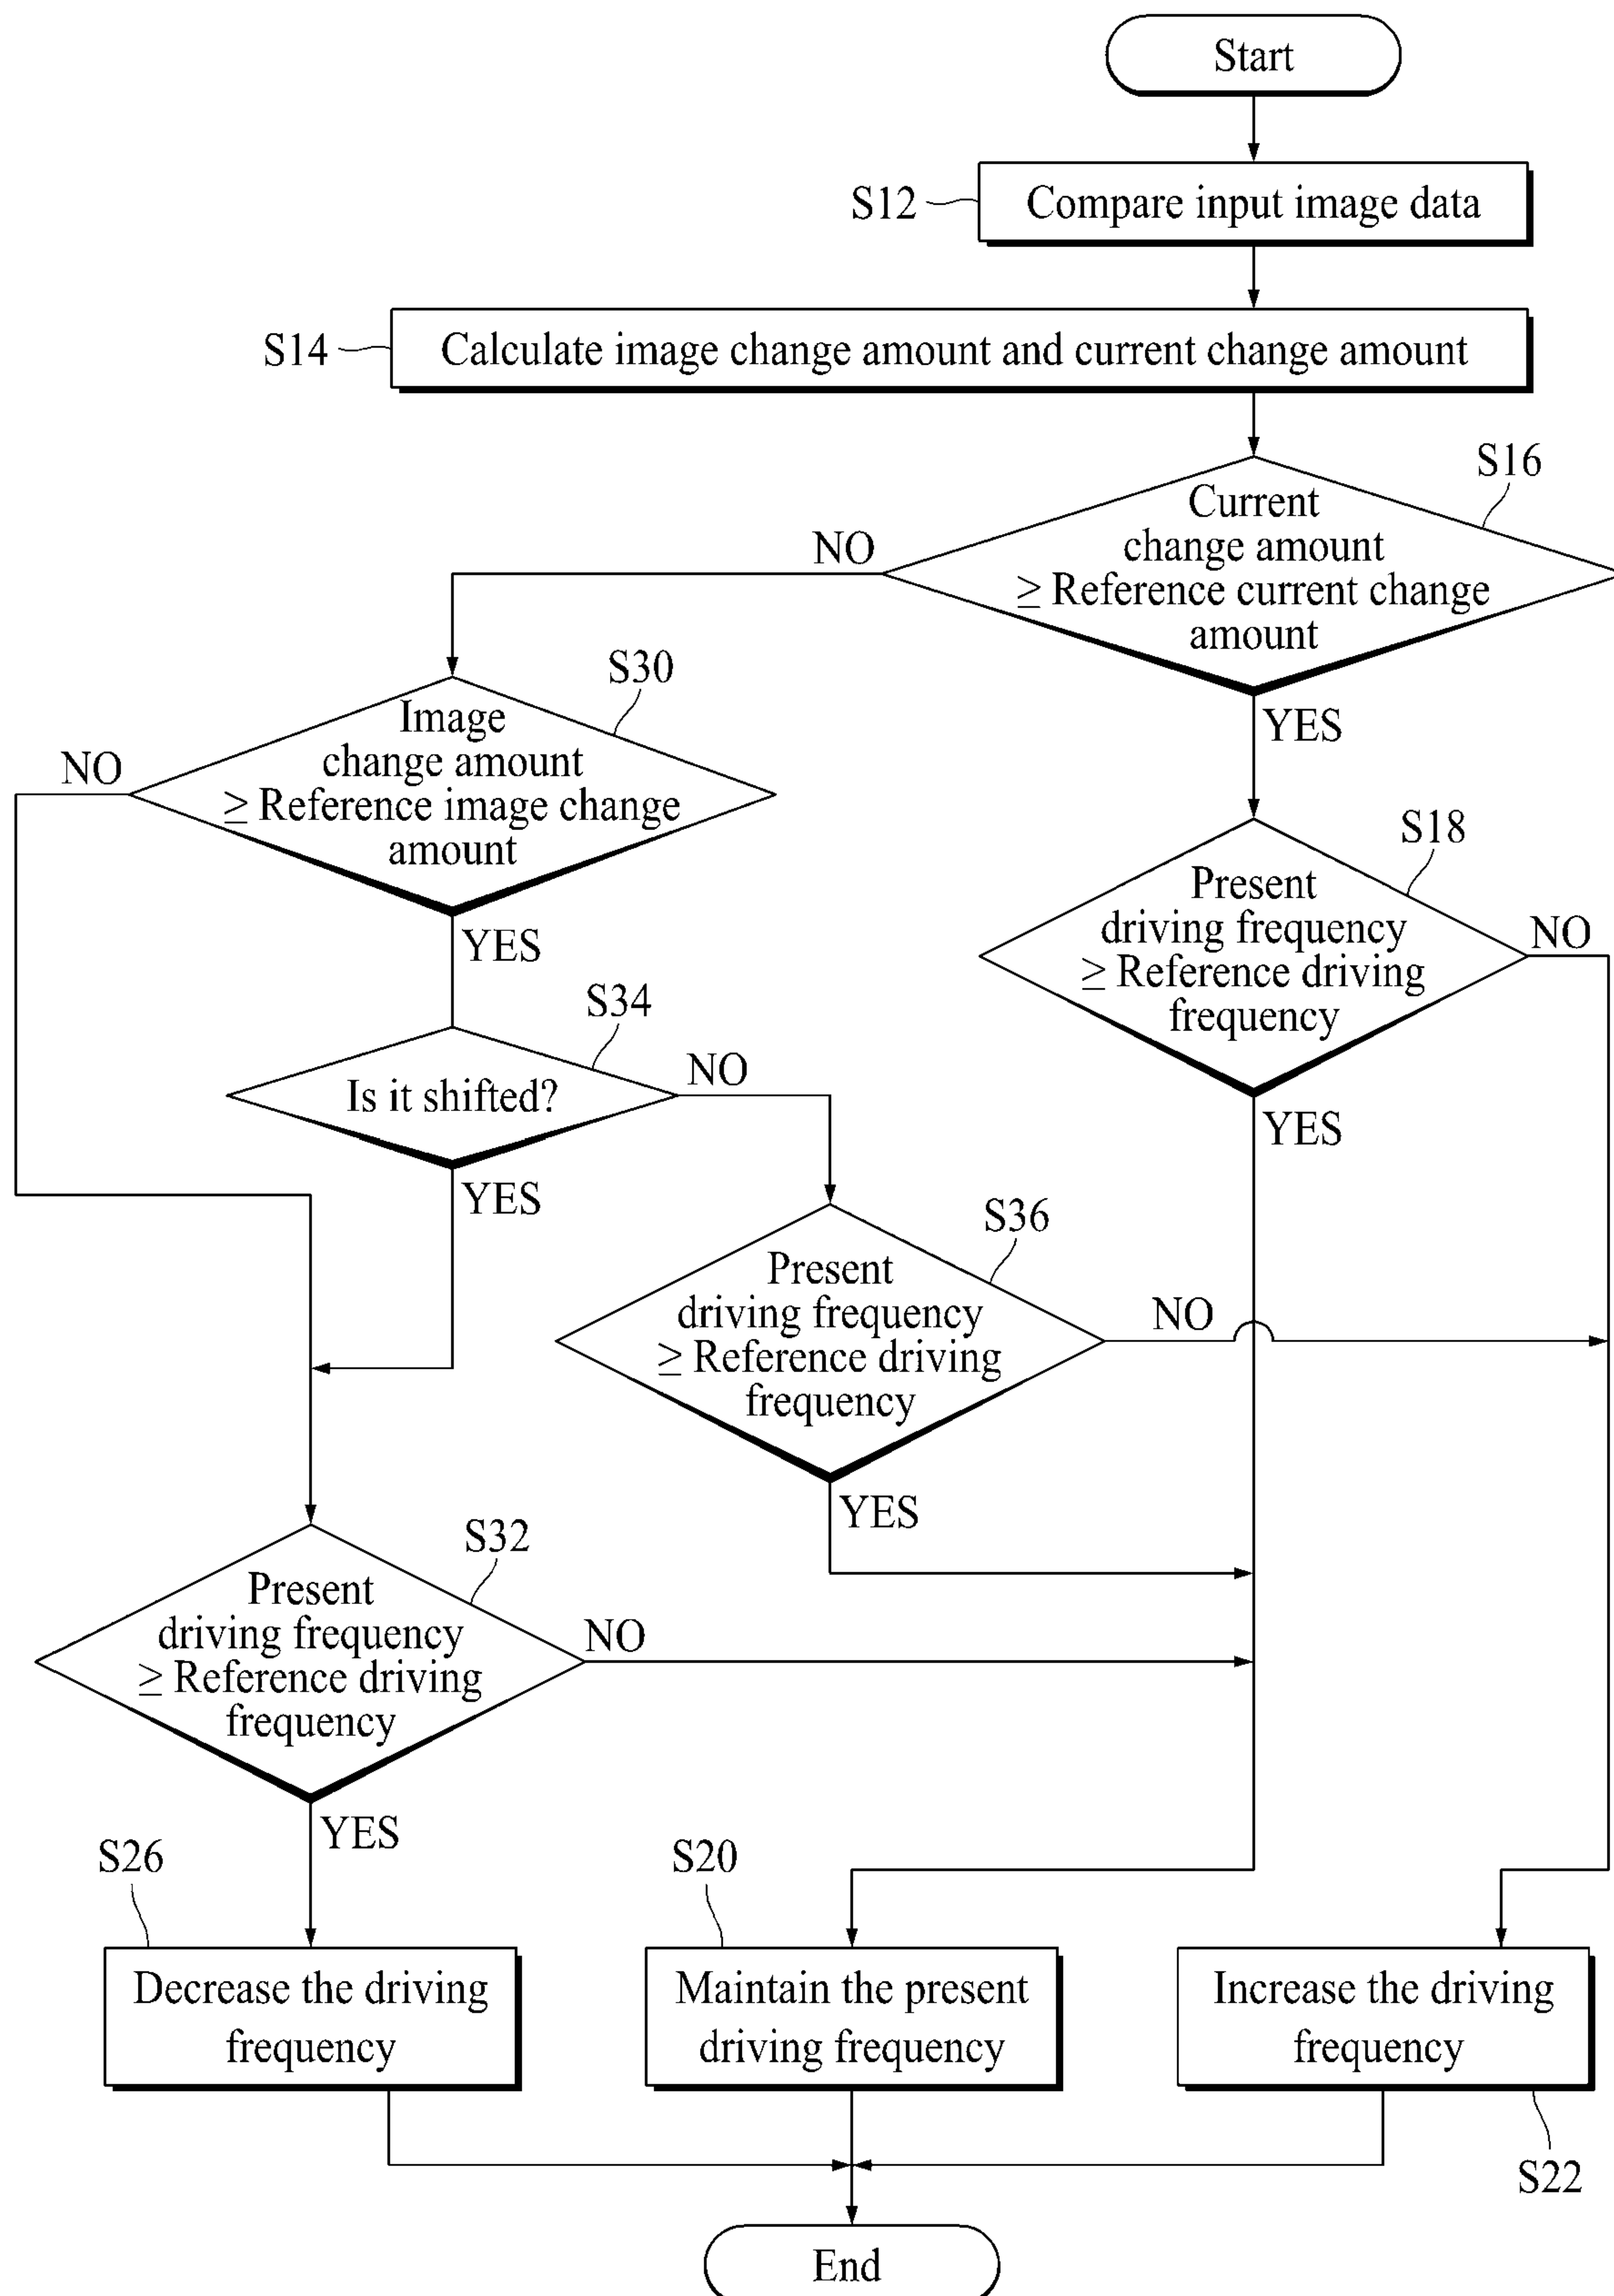 Start
S12
Compare input image data
S14
Calculate image change amount and current change amount
S16
Current
change amount
≥ Reference current change
amount
NO
YES
S30
Image
change amount
≥ Reference image change
amount
NO
YES
S18
Present
driving frequency
≥ Reference driving
frequency
NO
YES
S34
Is it shifted?
NO
YES
S36
Present
driving frequency
≥ Reference driving
frequency
NO
YES
S32
Present
driving frequency
≥ Reference driving
frequency
NO
YES
S26
Decrease the driving
frequency
S20
Maintain the present
driving frequency
Increase the driving
frequency
S22
End